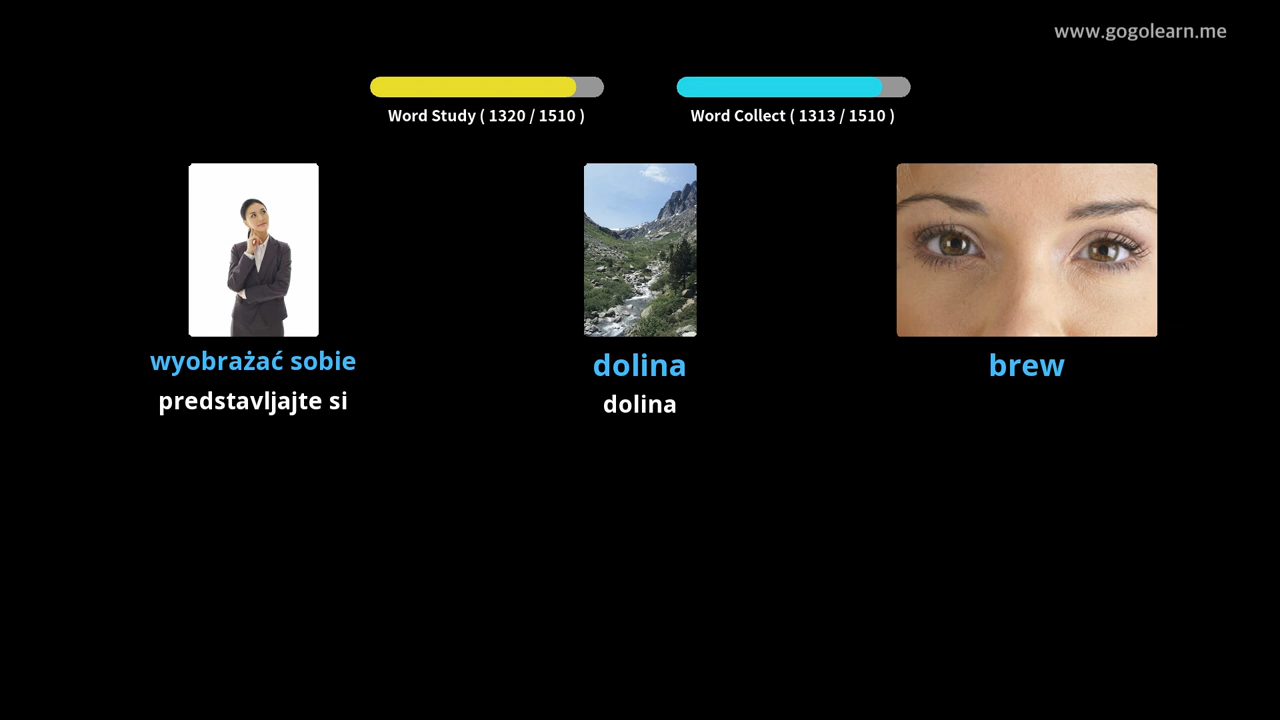 www.gogolearn.me
Word Study ( 1320 / 1510 )
Word Collect ( 1313 / 1510 )
wyobrażać sobie
predstavljajte si
dolina
dolina
brew